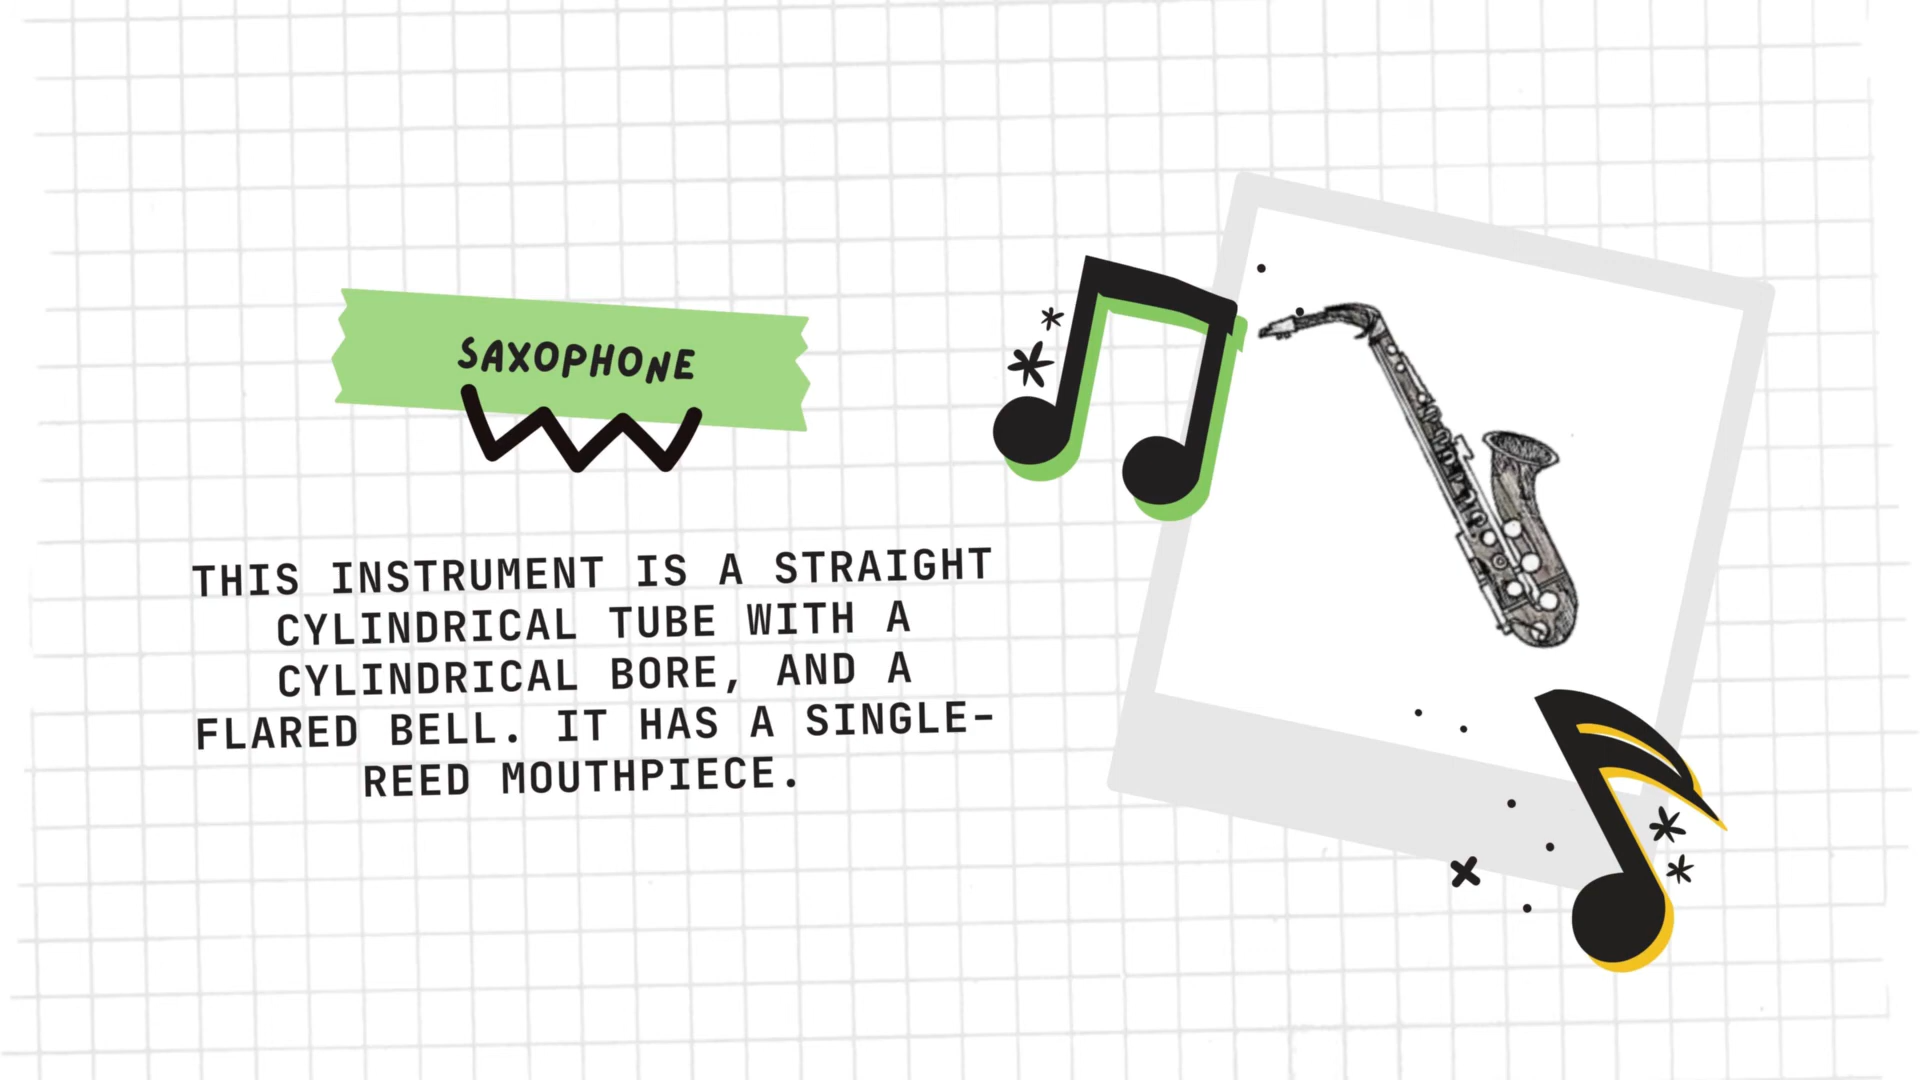 SAXOPHONE
THIS INSTRUMENT IS A STRAIGHT
CYLINDRICAL TUBE WITH A
CYLINDRICAL BORE, AND A
FLARED BELL. IT HAS A SINGLE-
REED MOUTHPIECE.